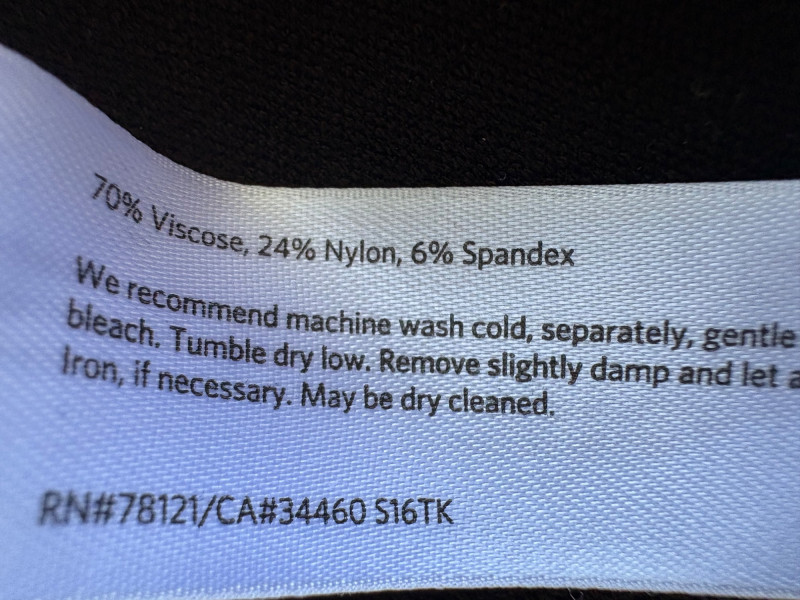 70% Viscose, 24% Nylon, 6% Spandex
We recommend machine wash cold, separately, gentle
bleach. Tumble dry low. Remove slightly damp and let
Iron, if necessary. May be dry cleaned.
RN#78121/CA#34460 S16TK